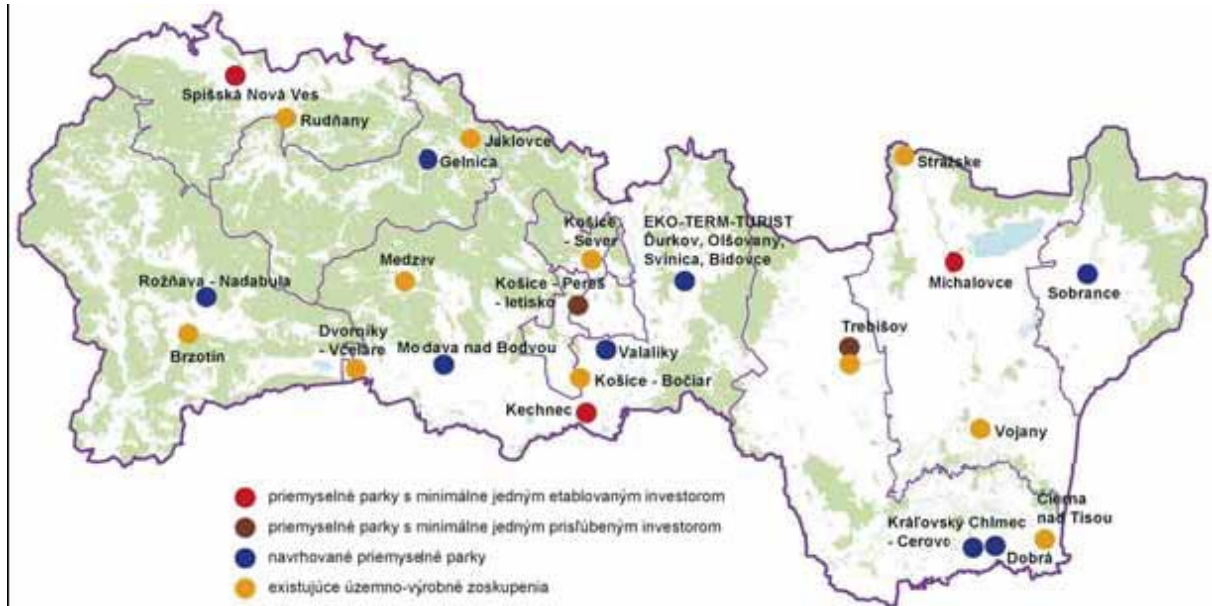 Spišská Nová Ves
Rudňany
Jaklovce
Gelnica
Strážske
Košice
- Sever
EKO-TERM-TURIST
Ďurkov, Olšovany,
Svinica, Bidovce
Medzev
Košice - Pereš
- letisko
Michalovce
Sobrance
Rožňava - Nadabula
Brzotín
Dvorníky
- Včeláre
Moldava nad Bodvou
Valaliky
Trebišov
Košice - Bočiar
Kechnec
Vojany
priemyselné parky s minimálne jedným etablovaným investorom
priemyselné parky s minimálne jedným prisľúbeným investorom
navrhované priemyselné parky
existujúce územno-výrobné zoskupenia
Čierna
nad Tisou
Kráľovský Chlmec
- Cerovo
Dobrá